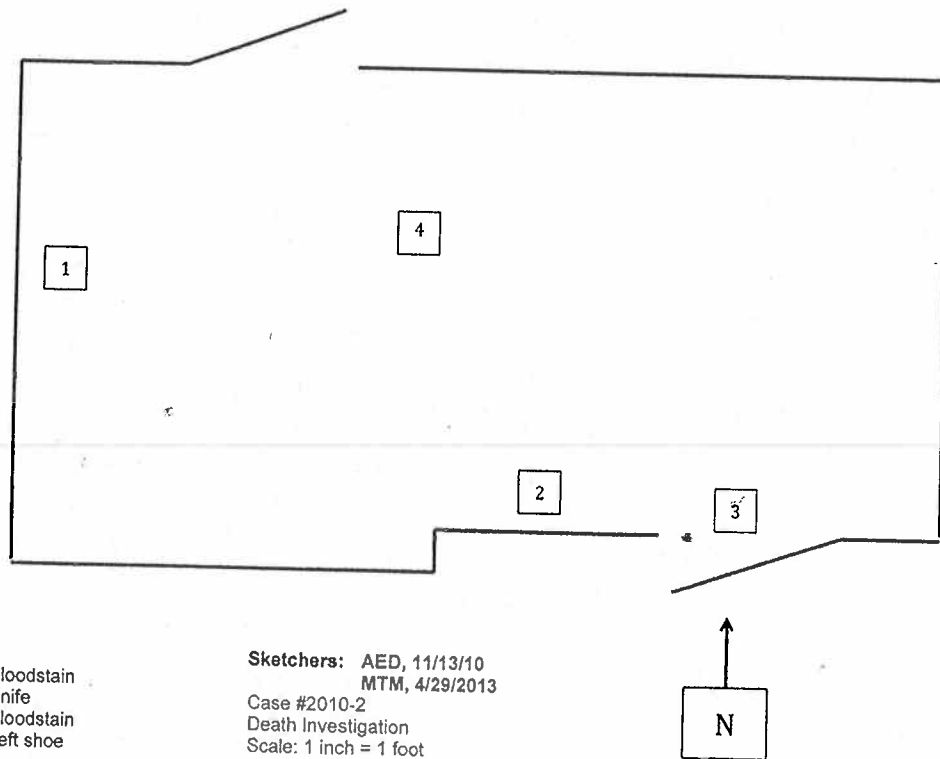 4
1
2
3
loodstain
nife
loodstain
eft shoe
Sketchers: AED, 11/13/10
MTM, 4/29/2013
Case #2010-2
Death Investigation
Scale: 1 inch = 1 foot
N